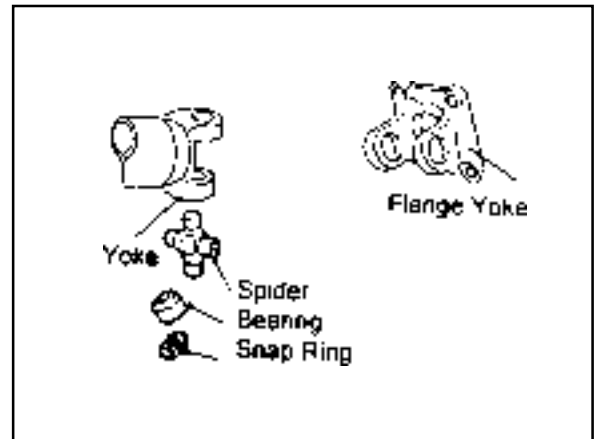 Flange Yoke
Yoke
Spider
Bearing
Snap Ring